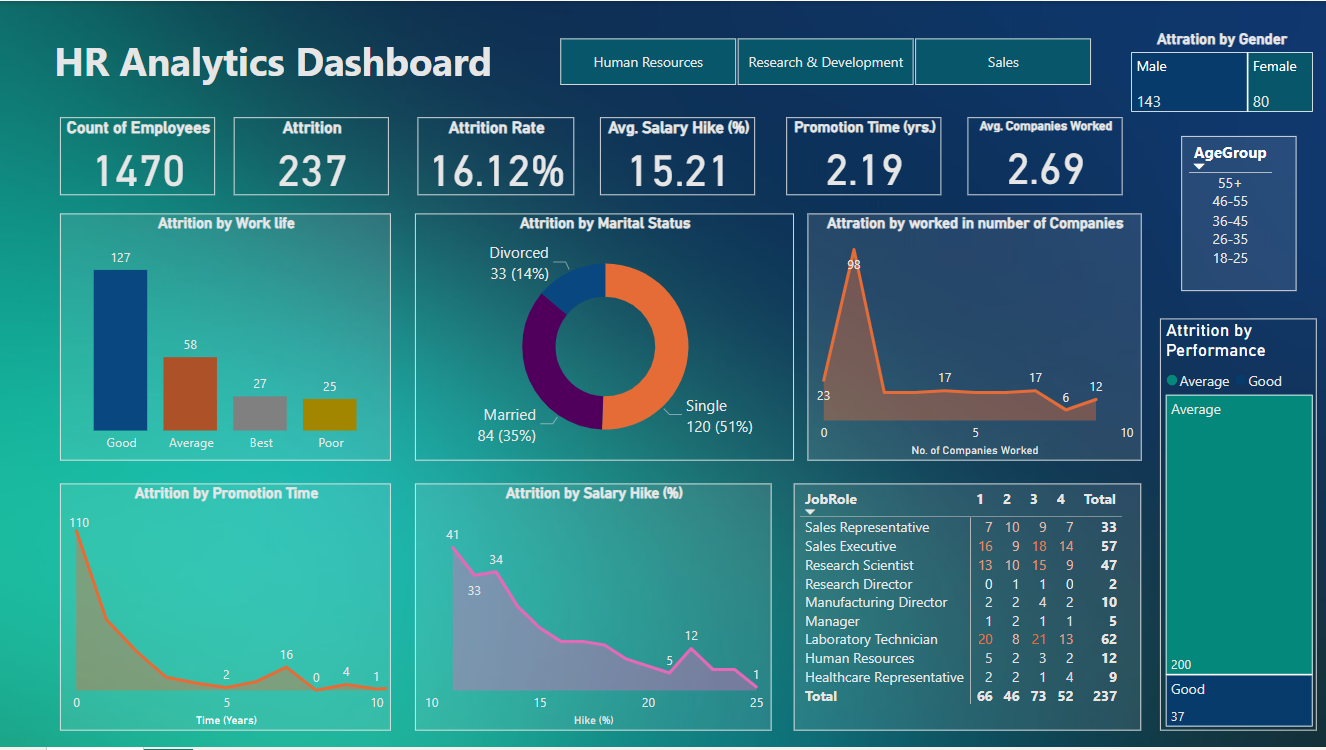 HR Analytics Dashboard
Human Resources
Research & Development
Sales
Attration by Gender
Male
143
Female
80
Count of Employees
1470
Attrition
237
Attrition Rate
16.12%
Avg. Salary Hike (%)
15.21
Promotion Time (yrs.)
2.19
Avg. Companies Worked
2.69
AgeGroup
55+
46-55
36-45
26-35
18-25
Attrition by Work life
127
58
27
25
Good Average Best Poor
Attrition by Marital Status
Divorced
33 (14%)
Married
84 (35%)
Single
120 (51%)
Attration by worked in number of Companies
98
23
17
17
6
12
0 5 10
No. of Companies Worked
Attrition by
Performance
Average Good
Average
200
Good
37
Attrition by Promotion Time
110
2
16
0
4
1
0 5 10
Time (Years)
Attrition by Salary Hike (%)
41
33
34
5
12
1
10 15 20 25
Hike (%)
JobRole 1 2 3 4 Total
Sales Representative 7 10 9 7 33
Sales Executive 16 9 18 14 57
Research Scientist 13 10 15 9 47
Research Director 0 1 1 0 2
Manufacturing Director 2 2 4 2 10
Manager 1 2 1 1 5
Laboratory Technician 20 8 21 13 62
Human Resources 5 2 3 2 12
Healthcare Representative 2 2 1 4 9
Total 66 46 73 52 237